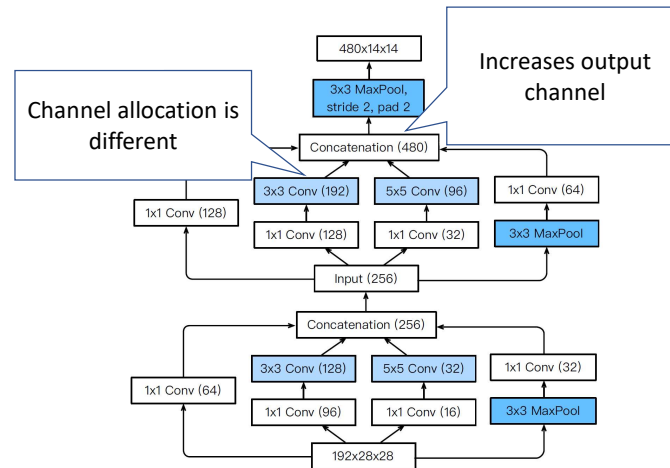 480x14x14
Increases output
channel
3x3 MaxPool,
stride 2, pad 2
Channel allocation is
different
Concatenation (480)
3x3 Conv (192)
5x5 Conv (96)
1x1 Conv (64)
1x1 Conv (128)
1x1 Conv (128)
1x1 Conv (32)
3x3 MaxPool
Input (256)
Concatenation (256)
3x3 Conv (128)
5x5 Conv (32)
1x1 Conv (32)
1x1 Conv (64)
1x1 Conv (96)
1x1 Conv (16)
3x3 MaxPool
192x28x28